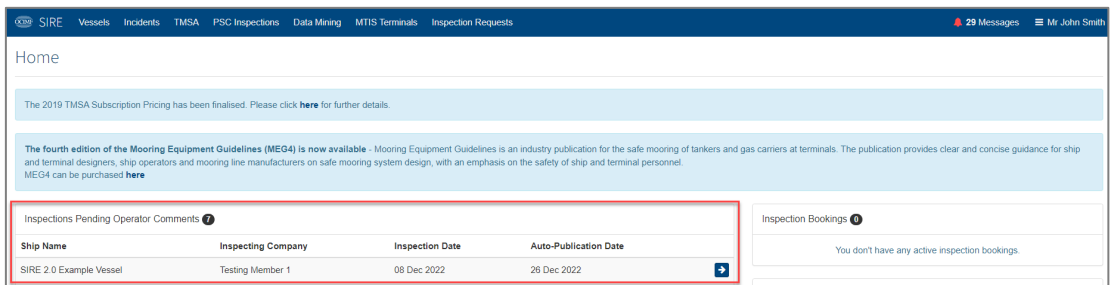 OCIMF SIRE Vessels Incidents TMSA PSC Inspections Data Mining MTIS Terminals Inspection Requests 29 Messages Mr John Smith
Home
The 2019 TMSA Subscription Pricing has been finalised. Please click here for further details.
The fourth edition of the Mooring Equipment Guidelines (MEG4) is now available - Mooring Equipment Guidelines is an industry publication for the safe mooring of tankers and gas carriers at terminals. The publication provides clear and concise guidance for ship
and terminal designers, ship operators and mooring line manufacturers on safe mooring system design, with an emphasis on the safety of ship and terminal personnel.
MEG4 can be purchased here
Inspections Pending Operator Comments 7
Inspection Bookings 0
Ship Name Inspecting Company Inspection Date Auto-Publication Date
You don't have any active inspection bookings.
SIRE 2.0 Example Vessel Testing Member 1 08 Dec 2022 26 Dec 2022